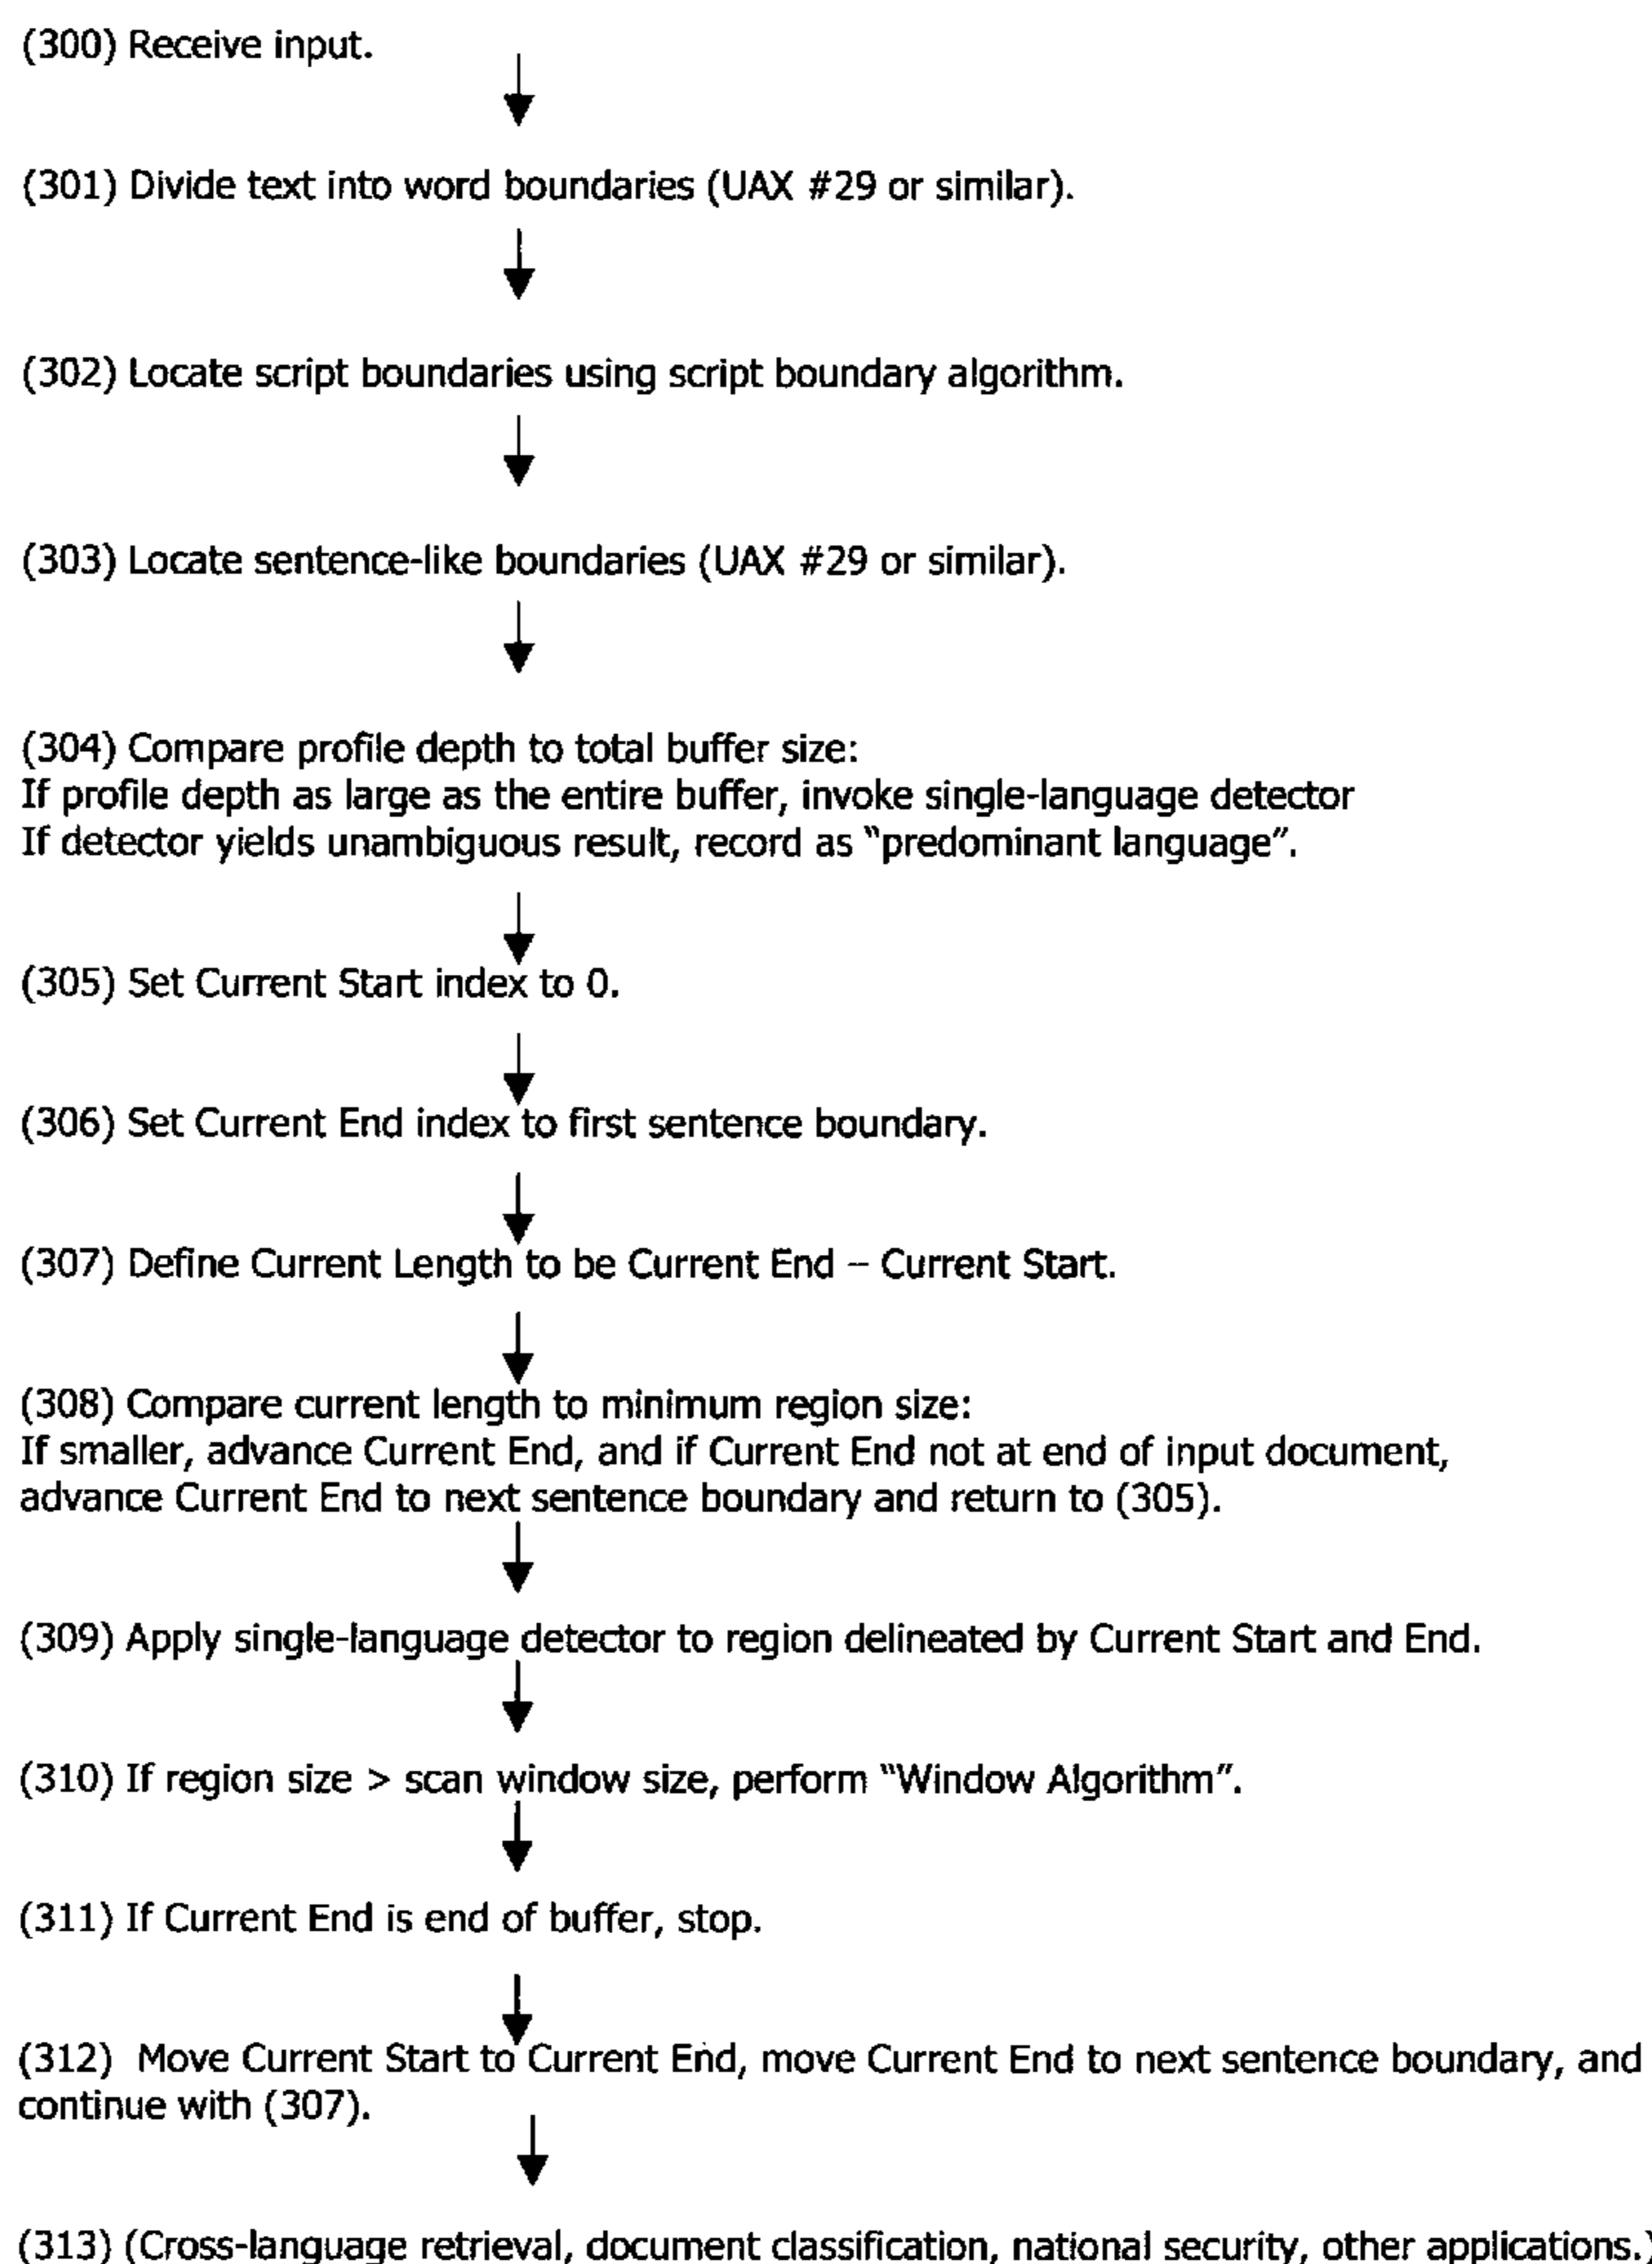 (300) Receive input.
(301) Divide text into word boundaries (UAX #29 or similar).
(302) Locate script boundaries using script boundary algorithm.
(303) Locate sentence-like boundaries (UAX #29 or similar).
(304) Compare profile depth to total buffer size:
If profile depth as large as the entire buffer, invoke single-language detector
If detector yields unambiguous result, record as “predominant language”.
(305) Set Current Start index to 0.
(306) Set Current End index to first sentence boundary.
(307) Define Current Length to be Current End – Current Start.
(308) Compare current length to minimum region size:
If smaller, advance Current End, and if Current End not at end of input document,
advance Current End to next sentence boundary and return to (305).
(309) Apply single-language detector to region delineated by Current Start and End.
(310) If region size > scan window size, perform “Window Algorithm”.
(311) If Current End is end of buffer, stop.
(312) Move Current Start to Current End, move Current End to next sentence boundary, and
continue with (307).
(313) (Cross-language retrieval, document classification, national security, other applications.)